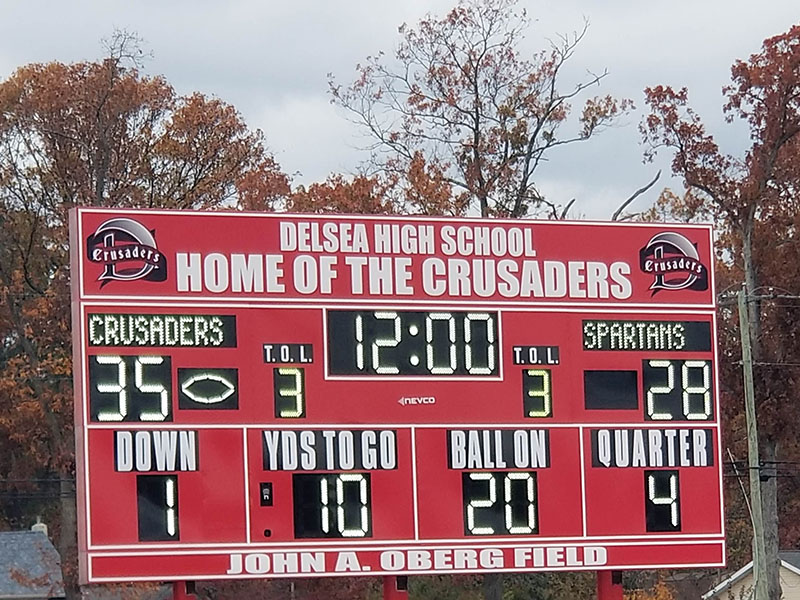 DELSEA HIGH SCHOOL
Crusaders HOME OF THE CRUSADERS Crusaders
CRUSADERS 12:00 SPARTANS
T.O.L. T.O.L.
35 3 3 28
NEVCO
DOWN YDS TO GO BALL ON QUARTER
1 10 20 4
JOHN A. OBERG FIELD